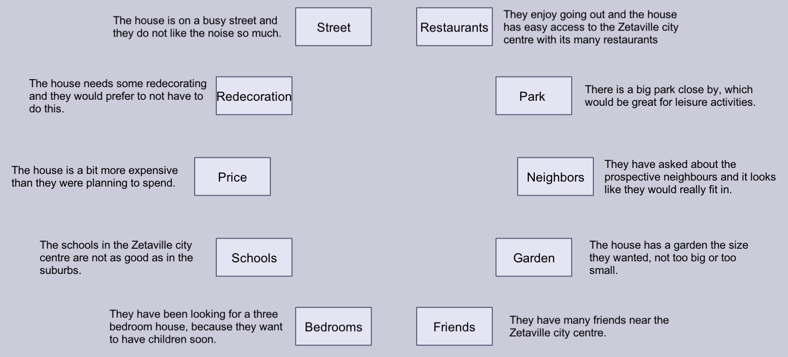 The house is on a busy street and
they do not like the noise so much.
Street
Restaurants
They enjoy going out and the house
has easy access to the Zetaville city
centre with its many restaurants
The house needs some redecorating
and they would prefer to not have to
do this.
Redecoration
Park
There is a big park close by, which
would be great for leisure activities.
The house is a bit more expensive
than they were planning to spend.
Price
Neighbors
They have asked about the
prospective neighbours and it looks
like they would really fit in.
The schools in the Zetaville city
centre are not as good as in the
suburbs.
Schools
Garden
The house has a garden the size
they wanted, not too big or too
small.
They have been looking for a three
bedroom house, because they want
to have children soon.
Bedrooms
Friends
They have many friends near the
Zetaville city centre.